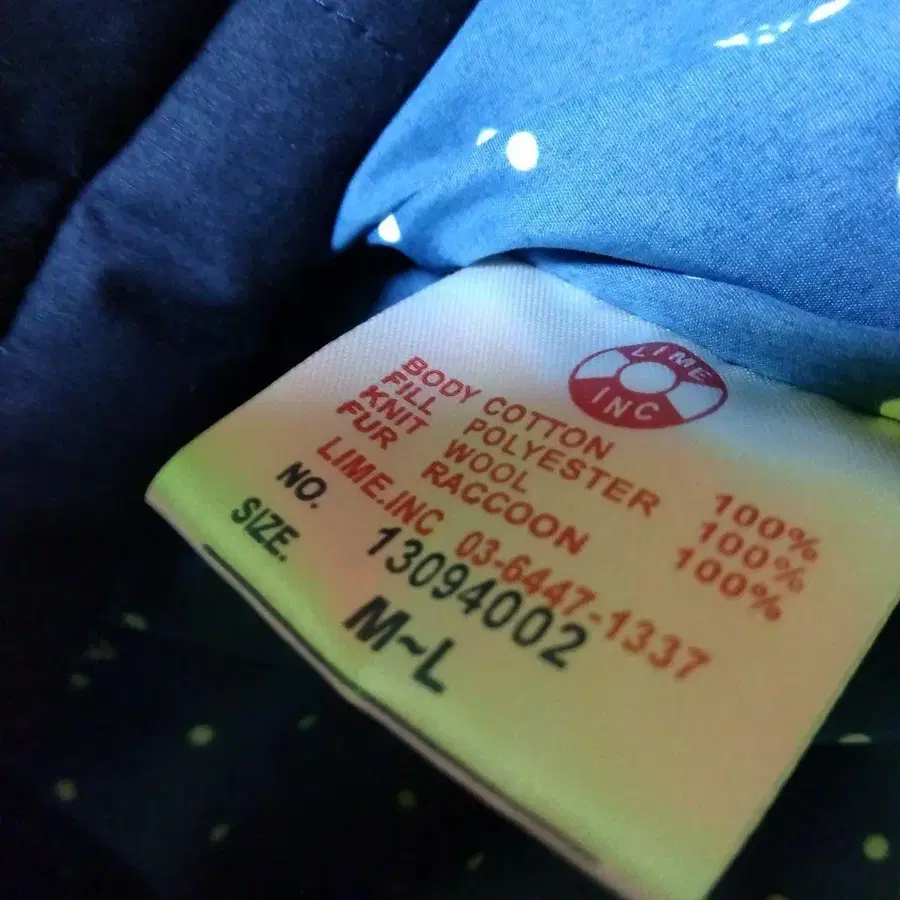 LIME
INC
BODY COTTON 100%
FILL POLYESTER 100%
KNIT WOOL 100%
FUR RACCOON
LIME.INC 03-6447-1337
NO. 13094002
SIZE. M~L